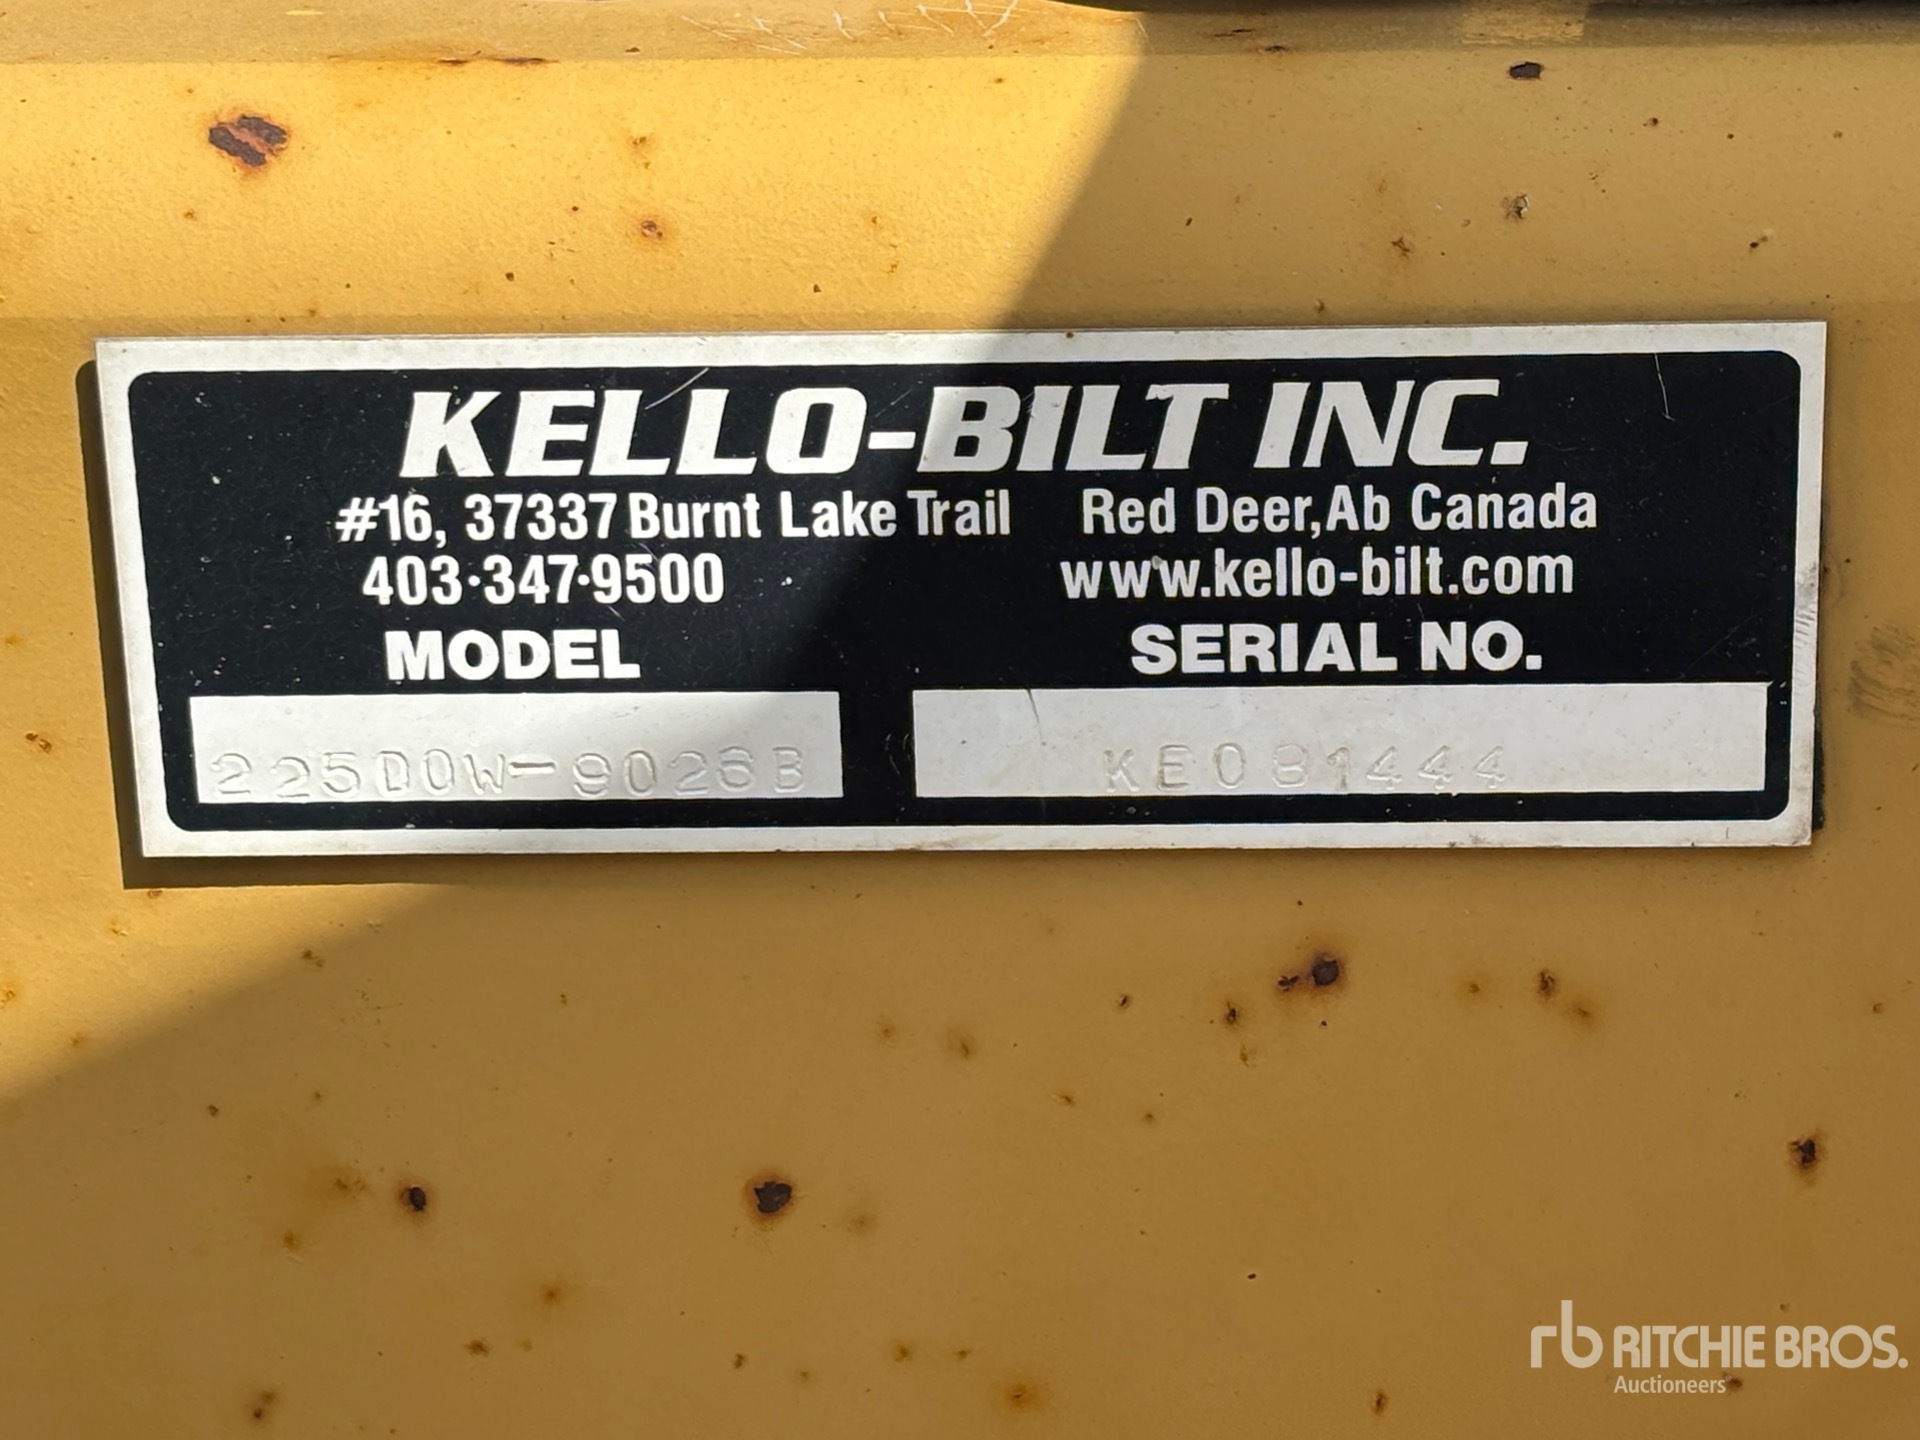 KELLO-BILT INC.
#16, 37337 Burnt Lake Trail Red Deer,Ab Canada
403·347·9500 www.kello-bilt.com
MODEL SERIAL NO.
225DOW-9026B KE081444
rb RITCHIE BROS.
Auctioneers